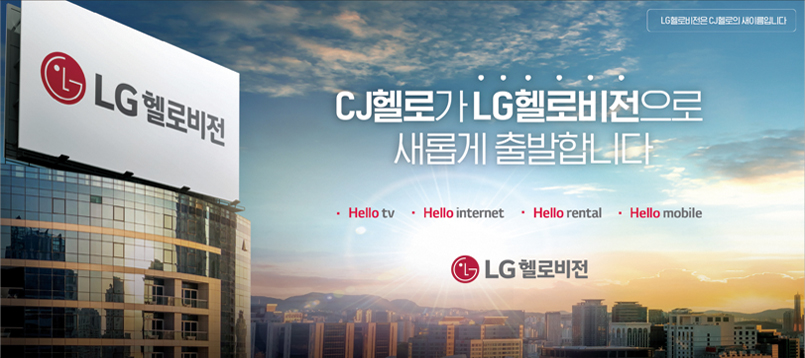 LG헬로비전은 CJ헬로의 새이름입니다
LG헬로비전
CJ헬로가 LG헬로비전으로
새롭게 출발합니다
• Hello tv • Hello internet • Hello rental • Hello mobile
LG헬로비전